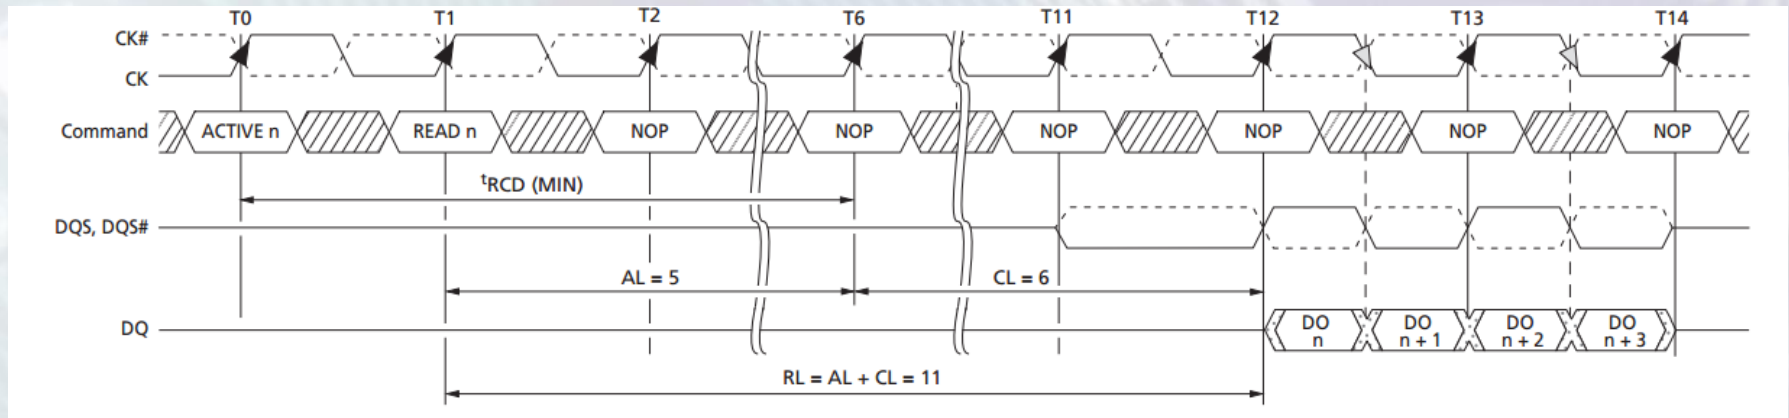 T0 T1 T2 T6 T11 T12 T13 T14
CK#
CK
Command ACTIVE n READ n NOP NOP NOP NOP NOP NOP
tRCD (MIN)
DQS, DQS#
AL = 5 CL = 6
DQ DO n DO n + 1 DO n + 2 DO n + 3
RL = AL + CL = 11